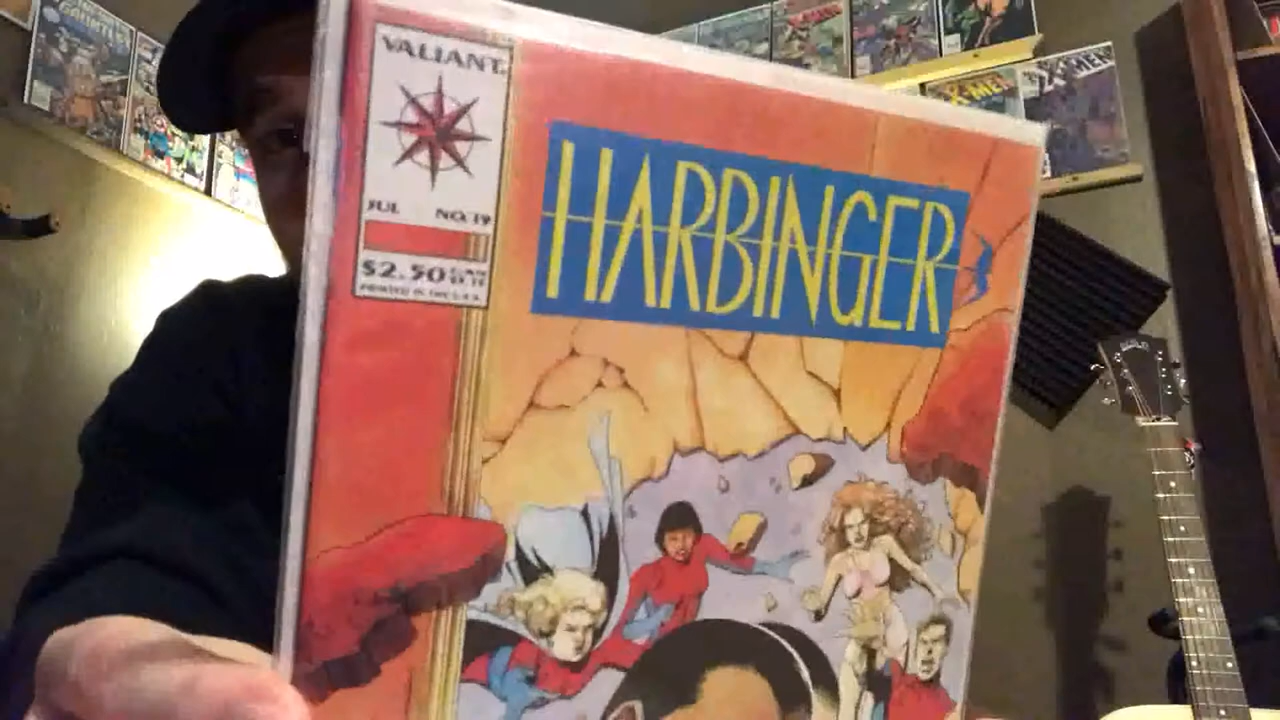 VALIANT
JUL NO. 19
$2.50
PRINTED IN THE U.S.A.
HARBINGER
X-MEN
X-MEN